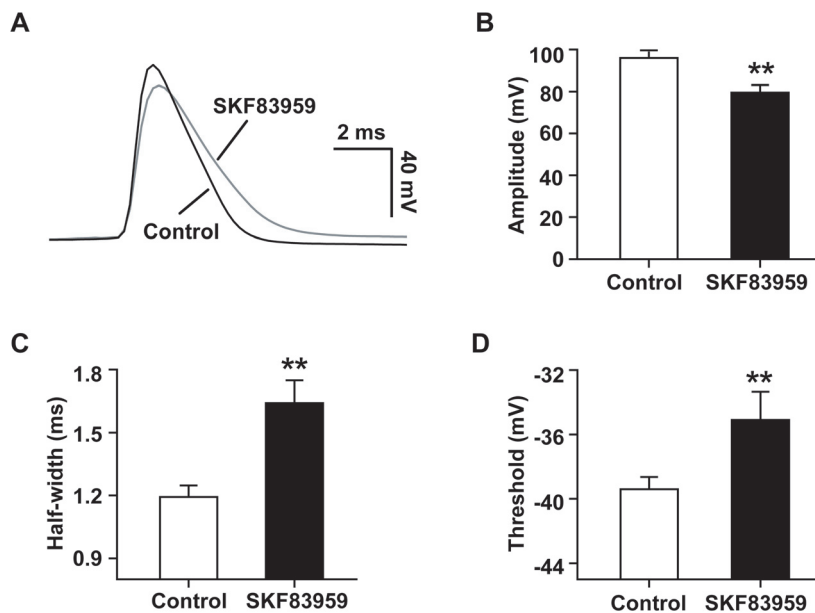 A
SKF83959
Control
2 ms
40 mV
B
Amplitude (mV)
100
80
60
40
20
0
**
Control
SKF83959
C
Half-width (ms)
1.8
1.5
1.2
0.9
**
Control
SKF83959
D
Threshold (mV)
-32
-36
-40
-44
**
Control
SKF83959